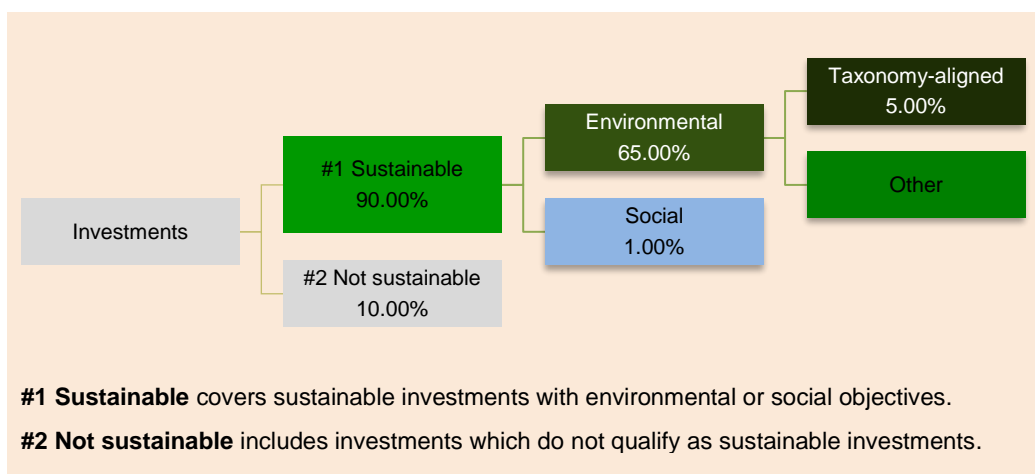 Investments
#1 Sustainable
90.00%
#2 Not sustainable
10.00%
Environmental
65.00%
Social
1.00%
Taxonomy-aligned
5.00%
Other
#1 Sustainable covers sustainable investments with environmental or social objectives.
#2 Not sustainable includes investments which do not qualify as sustainable investments.